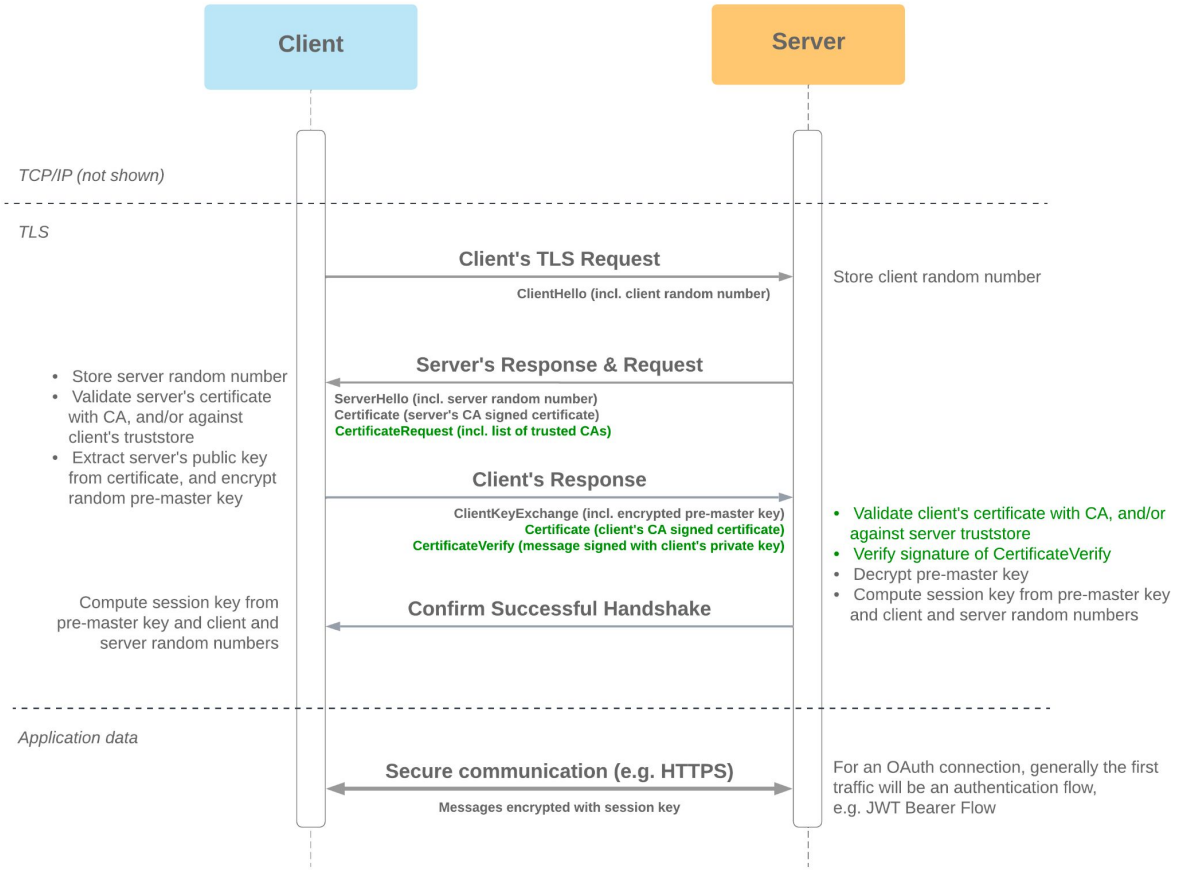 Client
Server
TCP/IP (not shown)
TLS
Client's TLS Request
ClientHello (incl. client random number)
Store client random number
Server's Response & Request
ServerHello (incl. server random number)
Certificate (server's CA signed certificate)
CertificateRequest (incl. list of trusted CAs)
• Store server random number
• Validate server's certificate
with CA, and/or against
client's truststore
• Extract server's public key
from certificate, and encrypt
random pre-master key
Client's Response
ClientKeyExchange (incl. encrypted pre-master key)
Certificate (client's CA signed certificate)
CertificateVerify (message signed with client's private key)
• Validate client's certificate with CA, and/or
against server truststore
• Verify signature of CertificateVerify
• Decrypt pre-master key
• Compute session key from pre-master key
and client and server random numbers
Confirm Successful Handshake
Compute session key from
pre-master key and client and
server random numbers
Application data
Secure communication (e.g. HTTPS)
Messages encrypted with session key
For an OAuth connection, generally the first
traffic will be an authentication flow,
e.g. JWT Bearer Flow